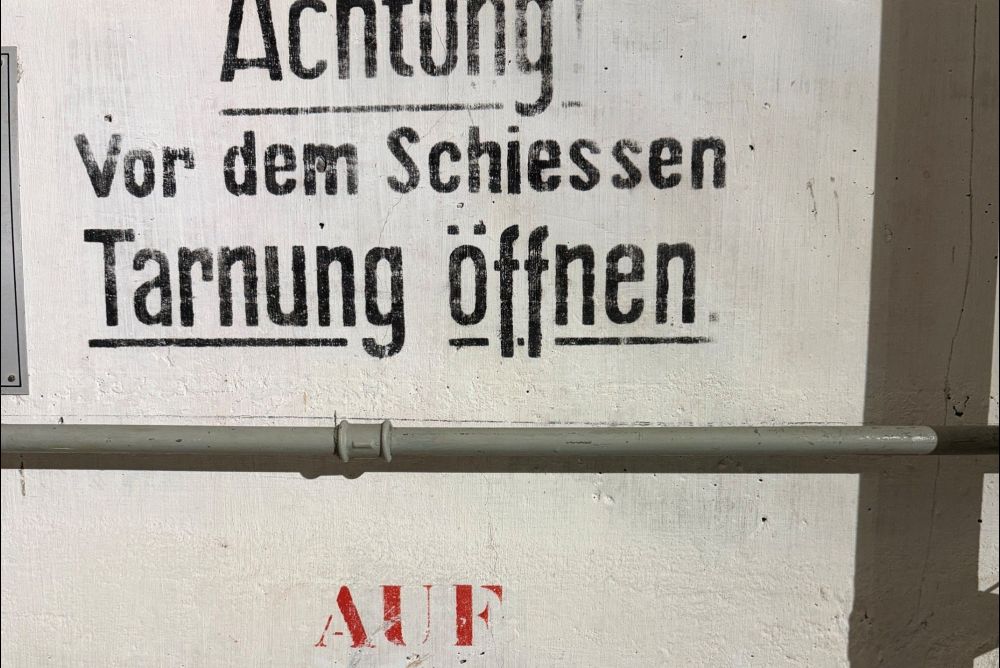 Achtung!
Vor dem Schiessen
Tarnung öffnen.
AUF